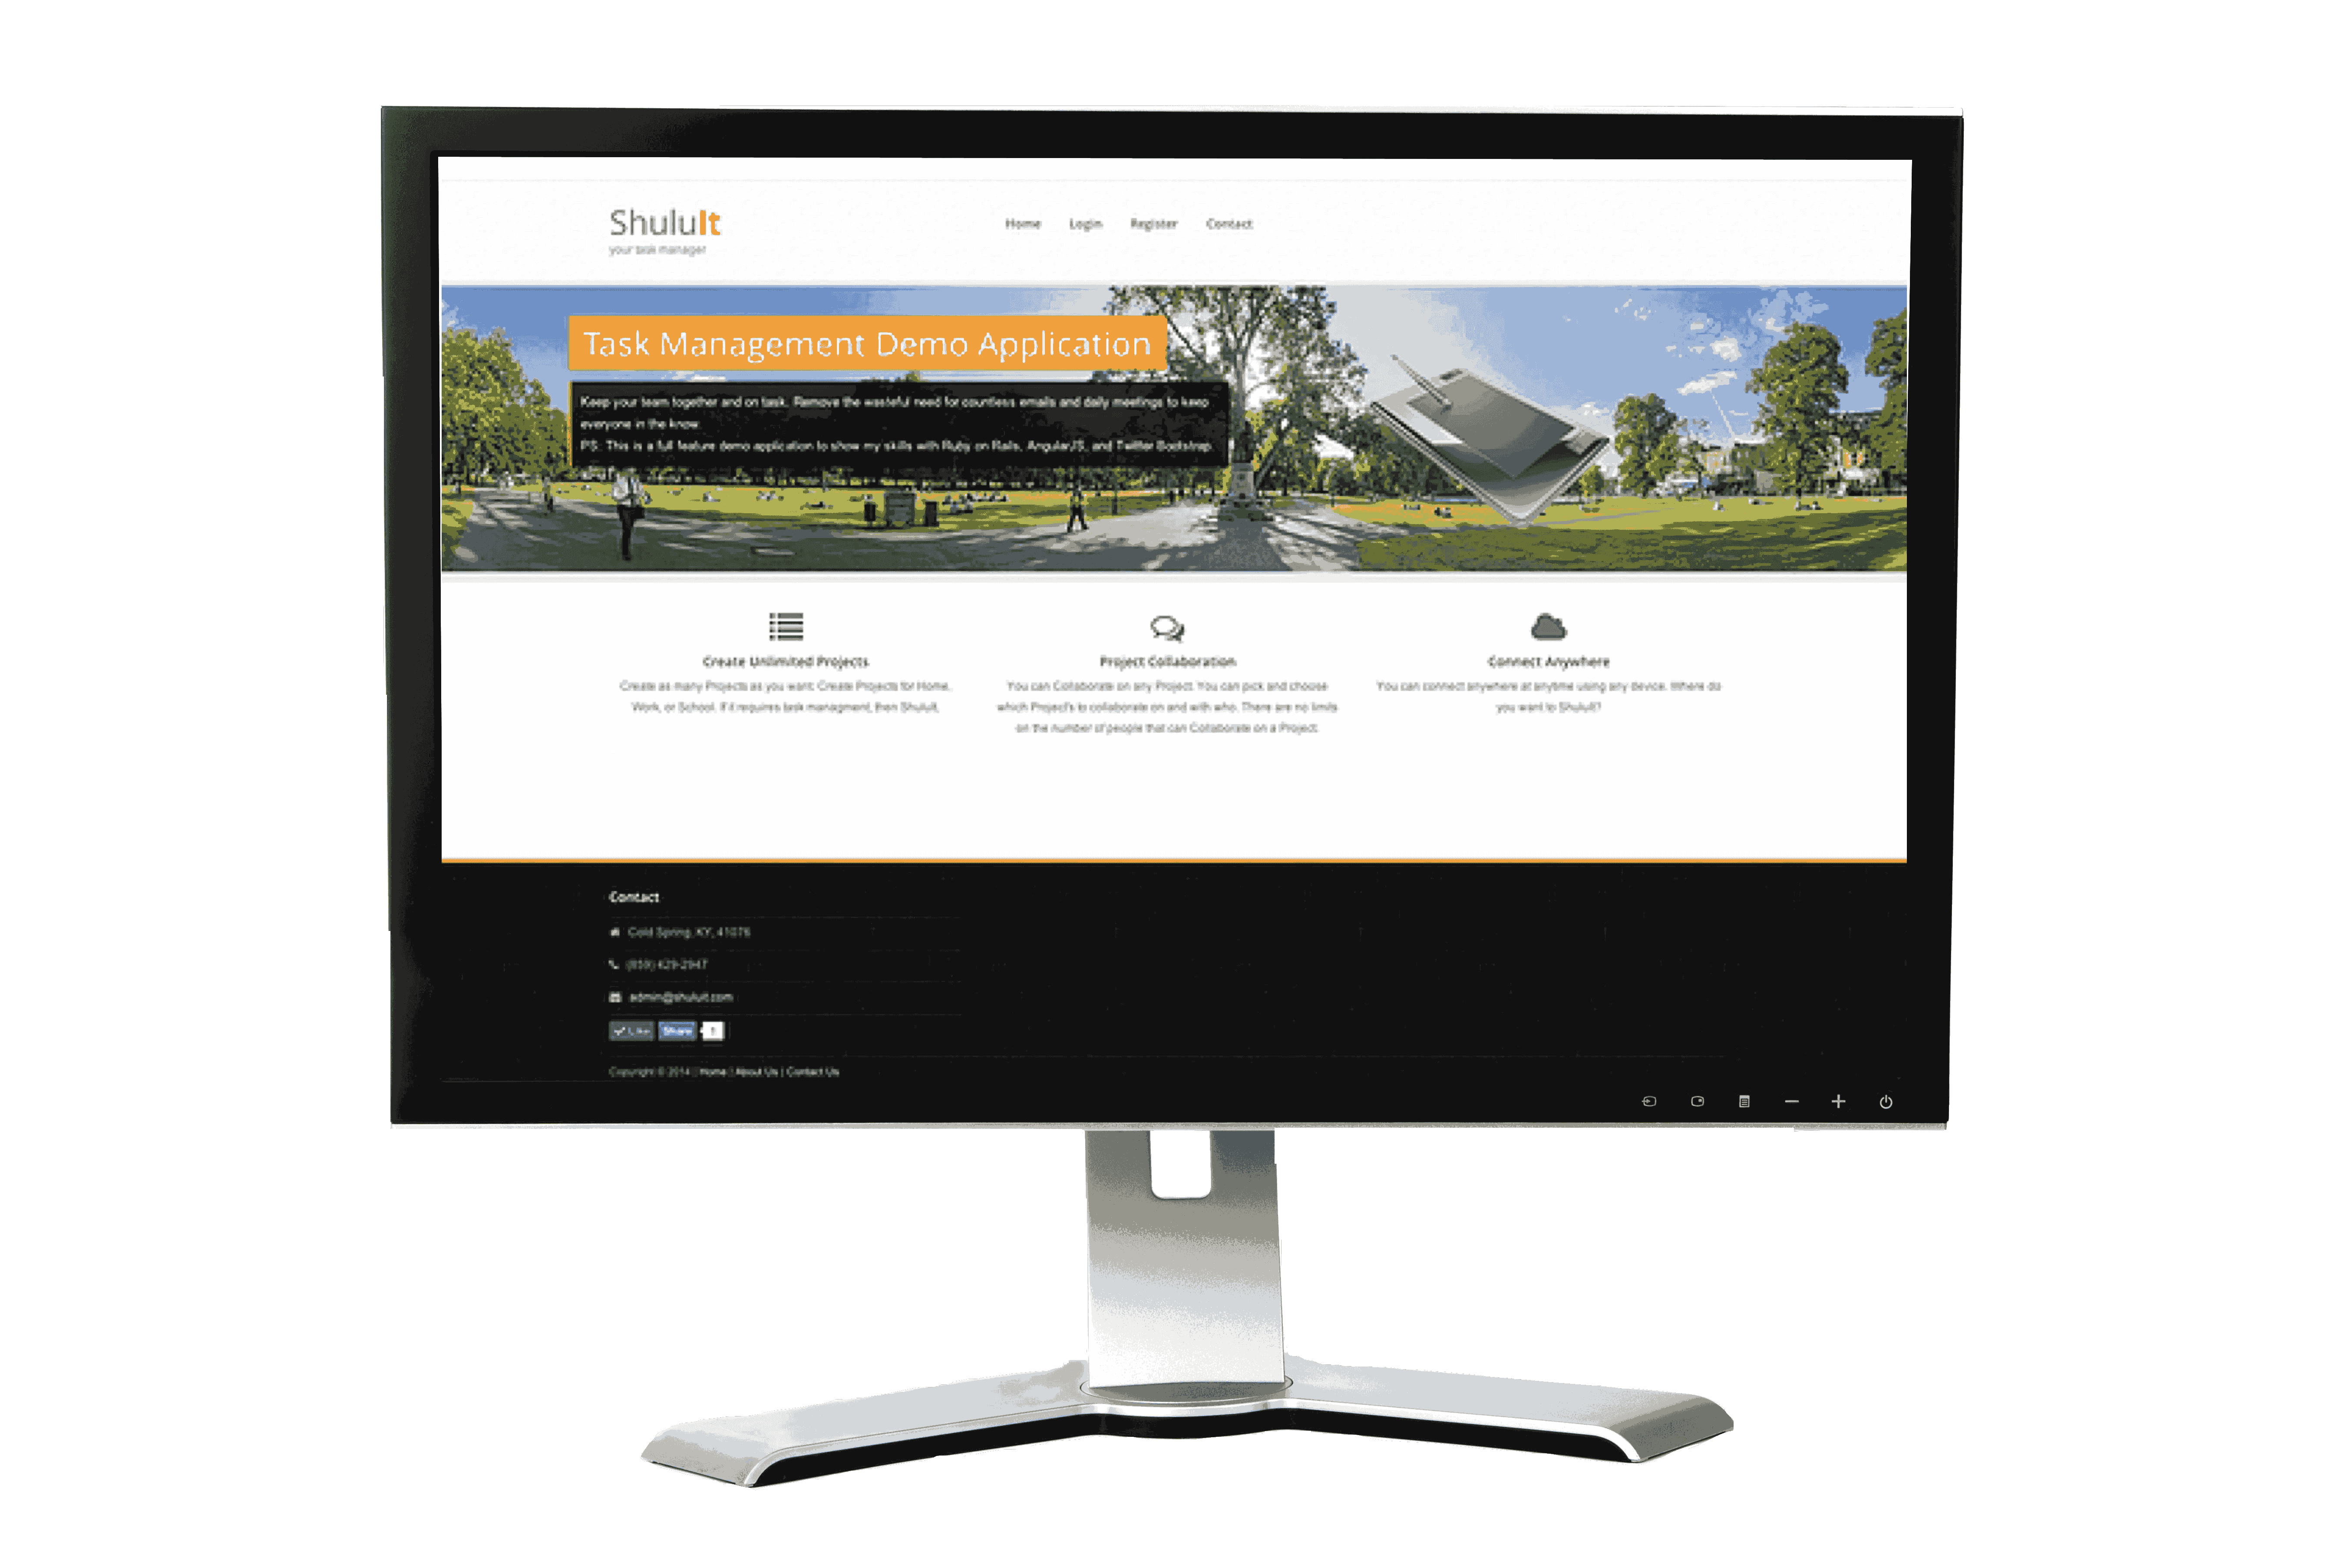 ShuluIt
your task manager
Home Login Register Contact
Task Management Demo Application
Keep your team together and on task. Remove the wasteful need for countless emails and daily meetings to keep
everyone in the know.
PS: This is a full feature demo application to show my skills with Ruby on Rails, AngularJS, and Twitter Bootstrap.
Create Unlimited Projects
Create as many Projects as you want. Create Projects for Home,
Work, or School. If it requires task managment, then ShuluIt.
Project Collaboration
You can Collaborate on any Project. You can pick and choose
which Project's to collaborate on and with who. There are no limits
on the number of people that can Collaborate on a Project.
Connect Anywhere
You can connect anywhere at anytime using any device. Where do
you want to ShuluIt?
Contact
Cold Spring, KY, 41076
(859) 429-2947
admin@shuluit.com
Like Share 1
Copyright © 2014 | Home | About Us | Contact Us